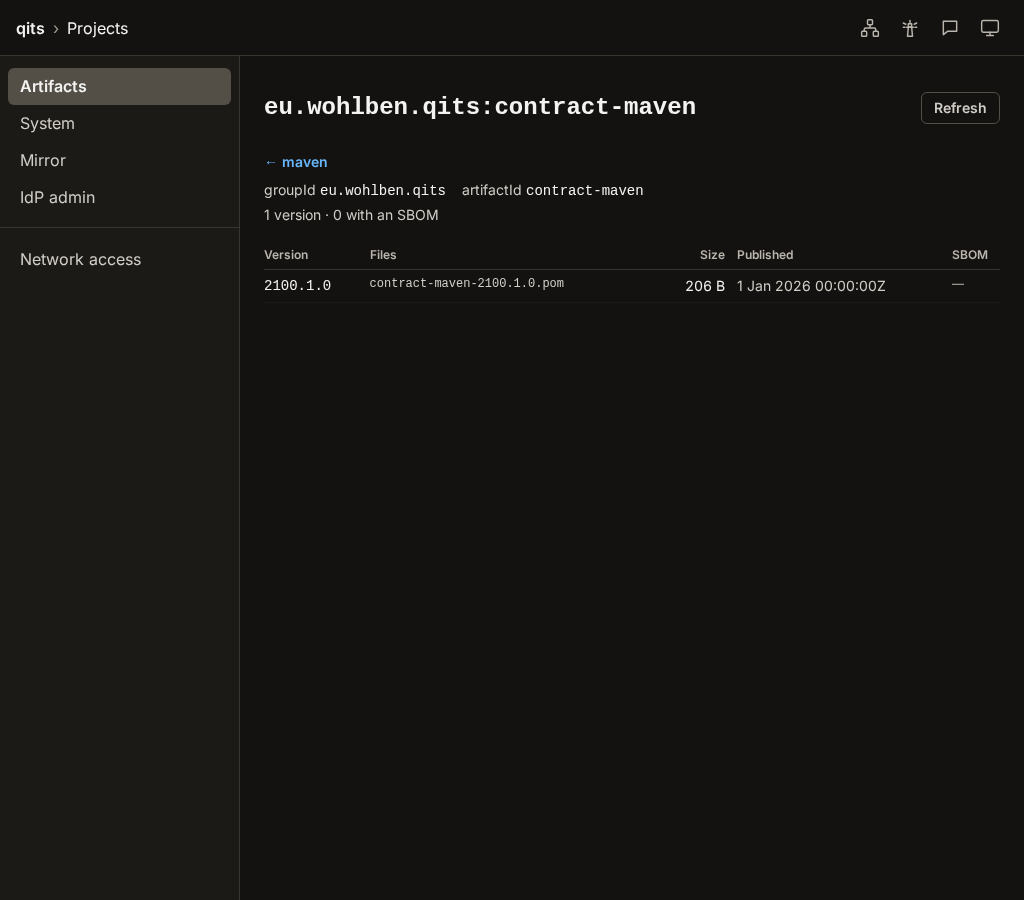 qits › Projects
Artifacts
System
Mirror
IdP admin
Network access
eu.wohlben.qits:contract-maven
Refresh
← maven
groupId eu.wohlben.qits artifactId contract-maven
1 version · 0 with an SBOM
Version Files Size Published SBOM
2100.1.0 contract-maven-2100.1.0.pom 206 B 1 Jan 2026 00:00:00Z —